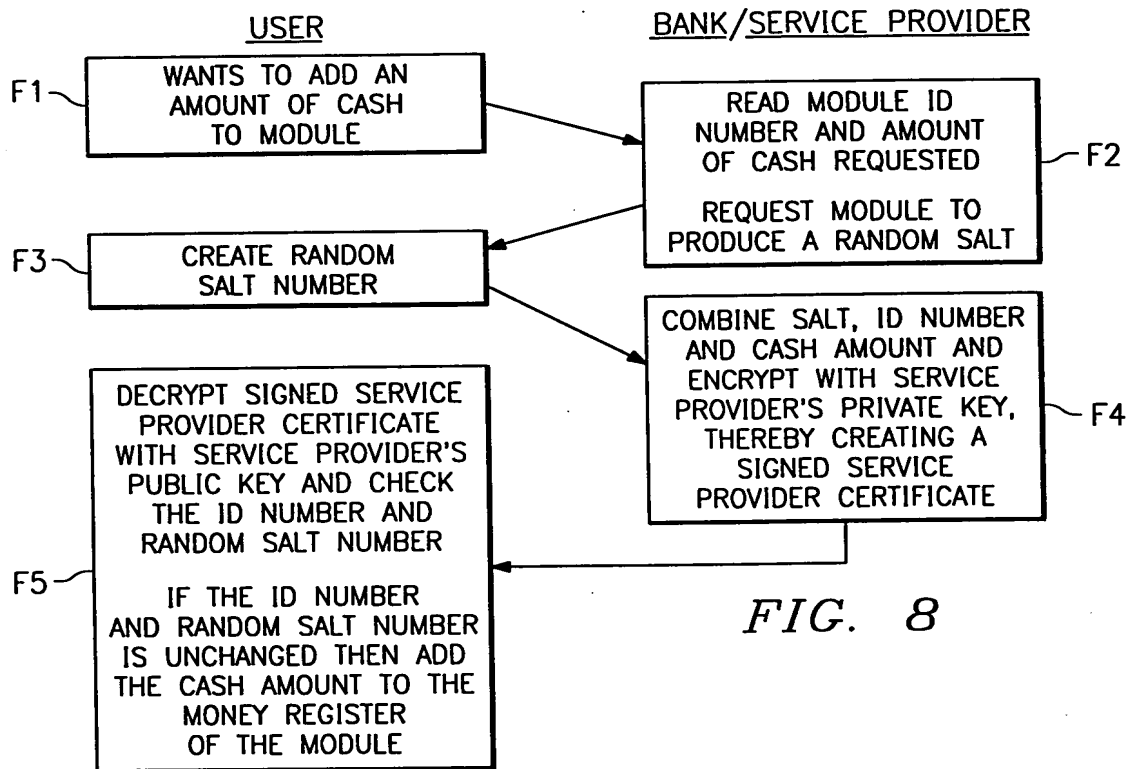 USER
BANK/SERVICE PROVIDER
F1
WANTS TO ADD AN
AMOUNT OF CASH
TO MODULE
READ MODULE ID
NUMBER AND AMOUNT
OF CASH REQUESTED
REQUEST MODULE TO
PRODUCE A RANDOM SALT
F2
F3
CREATE RANDOM
SALT NUMBER
COMBINE SALT, ID NUMBER
AND CASH AMOUNT AND
ENCRYPT WITH SERVICE
PROVIDER'S PRIVATE KEY,
THEREBY CREATING A
SIGNED SERVICE
PROVIDER CERTIFICATE
F4
DECRYPT SIGNED SERVICE
PROVIDER CERTIFICATE
WITH SERVICE PROVIDER'S
PUBLIC KEY AND CHECK
THE ID NUMBER AND
RANDOM SALT NUMBER
F5
IF THE ID NUMBER
AND RANDOM SALT NUMBER
IS UNCHANGED THEN ADD
THE CASH AMOUNT TO THE
MONEY REGISTER
OF THE MODULE
FIG. 8